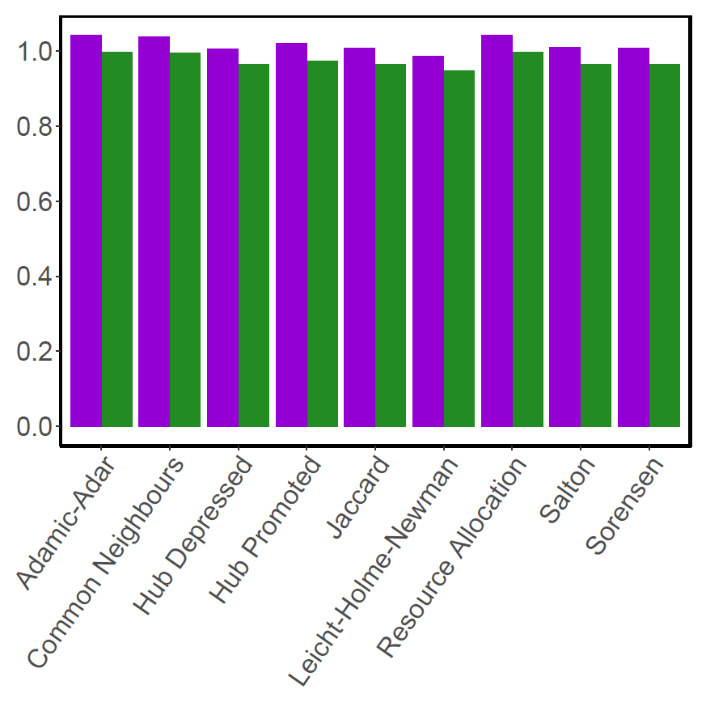 1.0
0.8
0.6
0.4
0.2
0.0
Adamic-Adar
Common Neighbours
Hub Depressed
Hub Promoted
Jaccard
Leicht-Holme-Newman
Resource Allocation
Salton
Sorensen